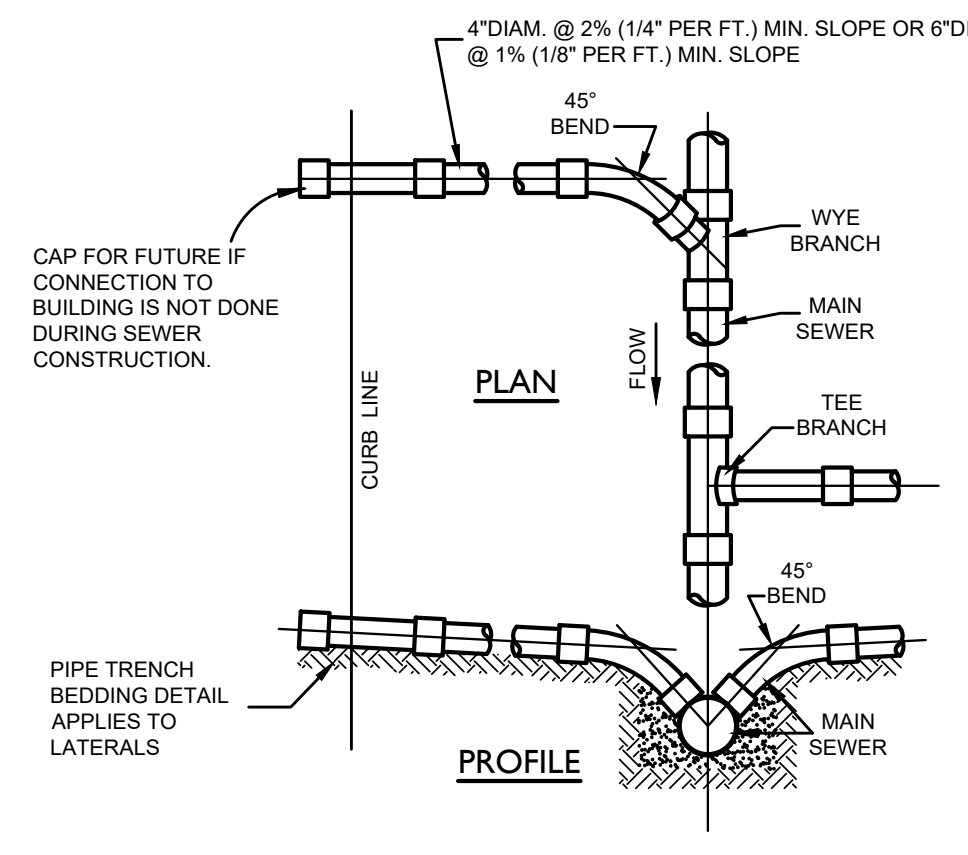 4"DIAM. @ 2% (1/4" PER FT.) MIN. SLOPE OR 6"
@ 1% (1/8" PER FT.) MIN. SLOPE
45°
BEND
WYE
BRANCH
CAP FOR FUTURE IF
CONNECTION TO
BUILDING IS NOT DONE
DURING SEWER
CONSTRUCTION.
MAIN
SEWER
FLOW
PLAN
CURB LINE
TEE
BRANCH
45°
BEND
PIPE TRENCH
BEDDING DETAIL
APPLIES TO
LATERALS
MAIN
SEWER
PROFILE